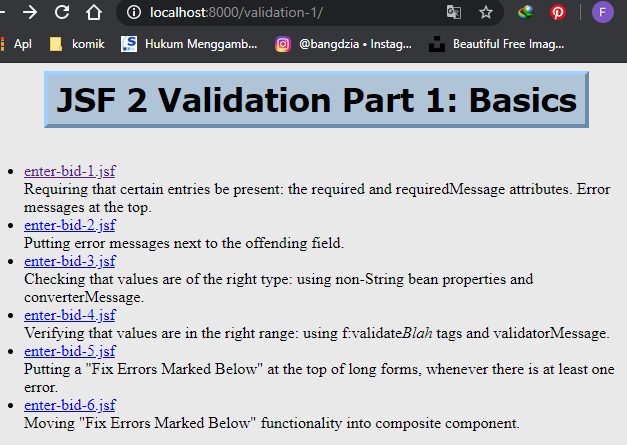 localhost:8000/validation-1/
F
Apl komik Hukum Menggamb... @bangdzia • Instag... Beautiful Free Imag...
JSF 2 Validation Part 1: Basics
• enter-bid-1.jsf
Requiring that certain entries be present: the required and requiredMessage attributes. Error
messages at the top.
• enter-bid-2.jsf
Putting error messages next to the offending field.
• enter-bid-3.jsf
Checking that values are of the right type: using non-String bean properties and
converterMessage.
• enter-bid-4.jsf
Verifying that values are in the right range: using f:validateBlah tags and validatorMessage.
• enter-bid-5.jsf
Putting a "Fix Errors Marked Below" at the top of long forms, whenever there is at least one
error.
• enter-bid-6.jsf
Moving "Fix Errors Marked Below" functionality into composite component.